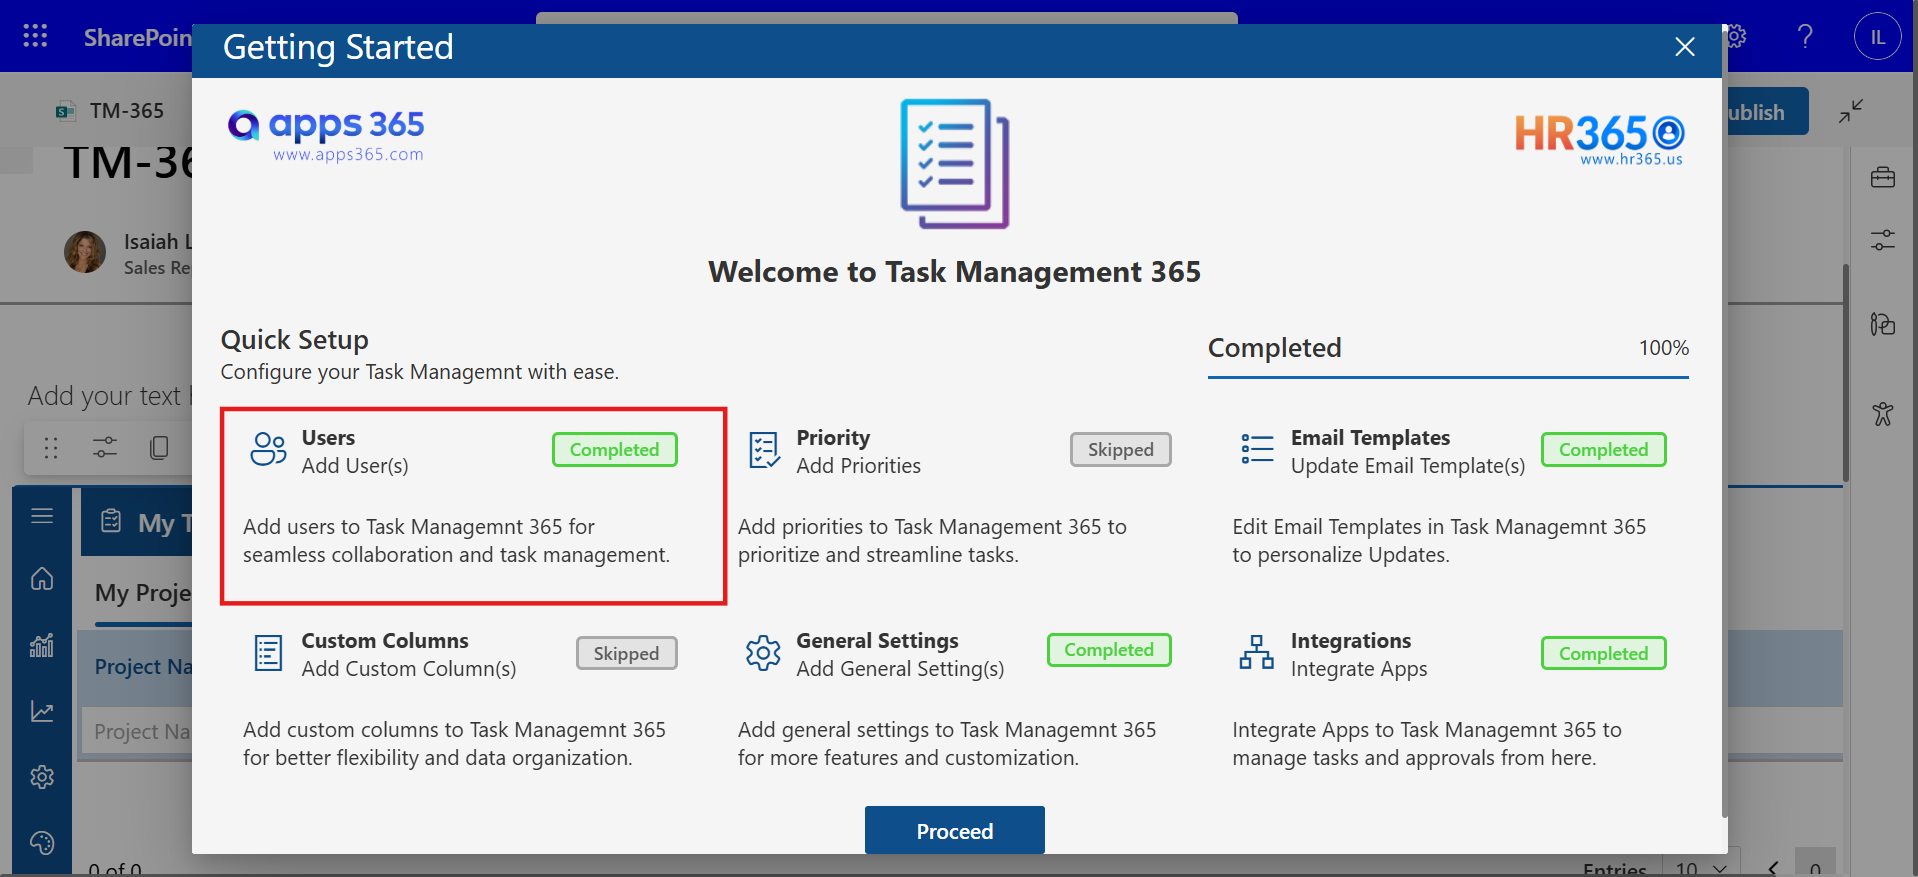 SharePoin
Getting Started
IL
TM-365
ublish
apps 365
www.apps365.com
HR365
www.hr365.us
TM-36
Isaiah L
Sales Re
Welcome to Task Management 365
Quick Setup
Configure your Task Managemnt with ease.
Completed 100%
Add your text
Users
Add User(s)
Completed
Add users to Task Managemnt 365 for
seamless collaboration and task management.
Priority
Add Priorities
Skipped
Add priorities to Task Management 365 to
prioritize and streamline tasks.
Email Templates
Update Email Template(s)
Completed
Edit Email Templates in Task Managemnt 365
to personalize Updates.
My T
My Proje
Project Na
Project Na
Custom Columns
Add Custom Column(s)
Skipped
Add custom columns to Task Managemnt 365
for better flexibility and data organization.
General Settings
Add General Setting(s)
Completed
Add general settings to Task Managemnt 365
for more features and customization.
Integrations
Integrate Apps
Completed
Integrate Apps to Task Managemnt 365 to
manage tasks and approvals from here.
Proceed
0 of 0
Entries 10 0